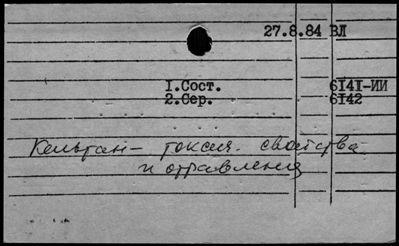 27.8.84 ВЛ
1.Сост. 6141-ИИ
2.Сер. 6142
Кельтан - токсич. свойства
и отравления